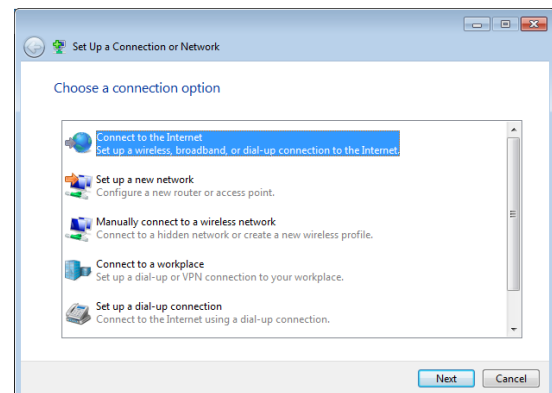 Set Up a Connection or Network
Choose a connection option
Connect to the Internet
Set up a wireless, broadband, or dial-up connection to the Internet.
Set up a new network
Configure a new router or access point.
Manually connect to a wireless network
Connect to a hidden network or create a new wireless profile.
Connect to a workplace
Set up a dial-up or VPN connection to your workplace.
Set up a dial-up connection
Connect to the Internet using a dial-up connection.
Next Cancel